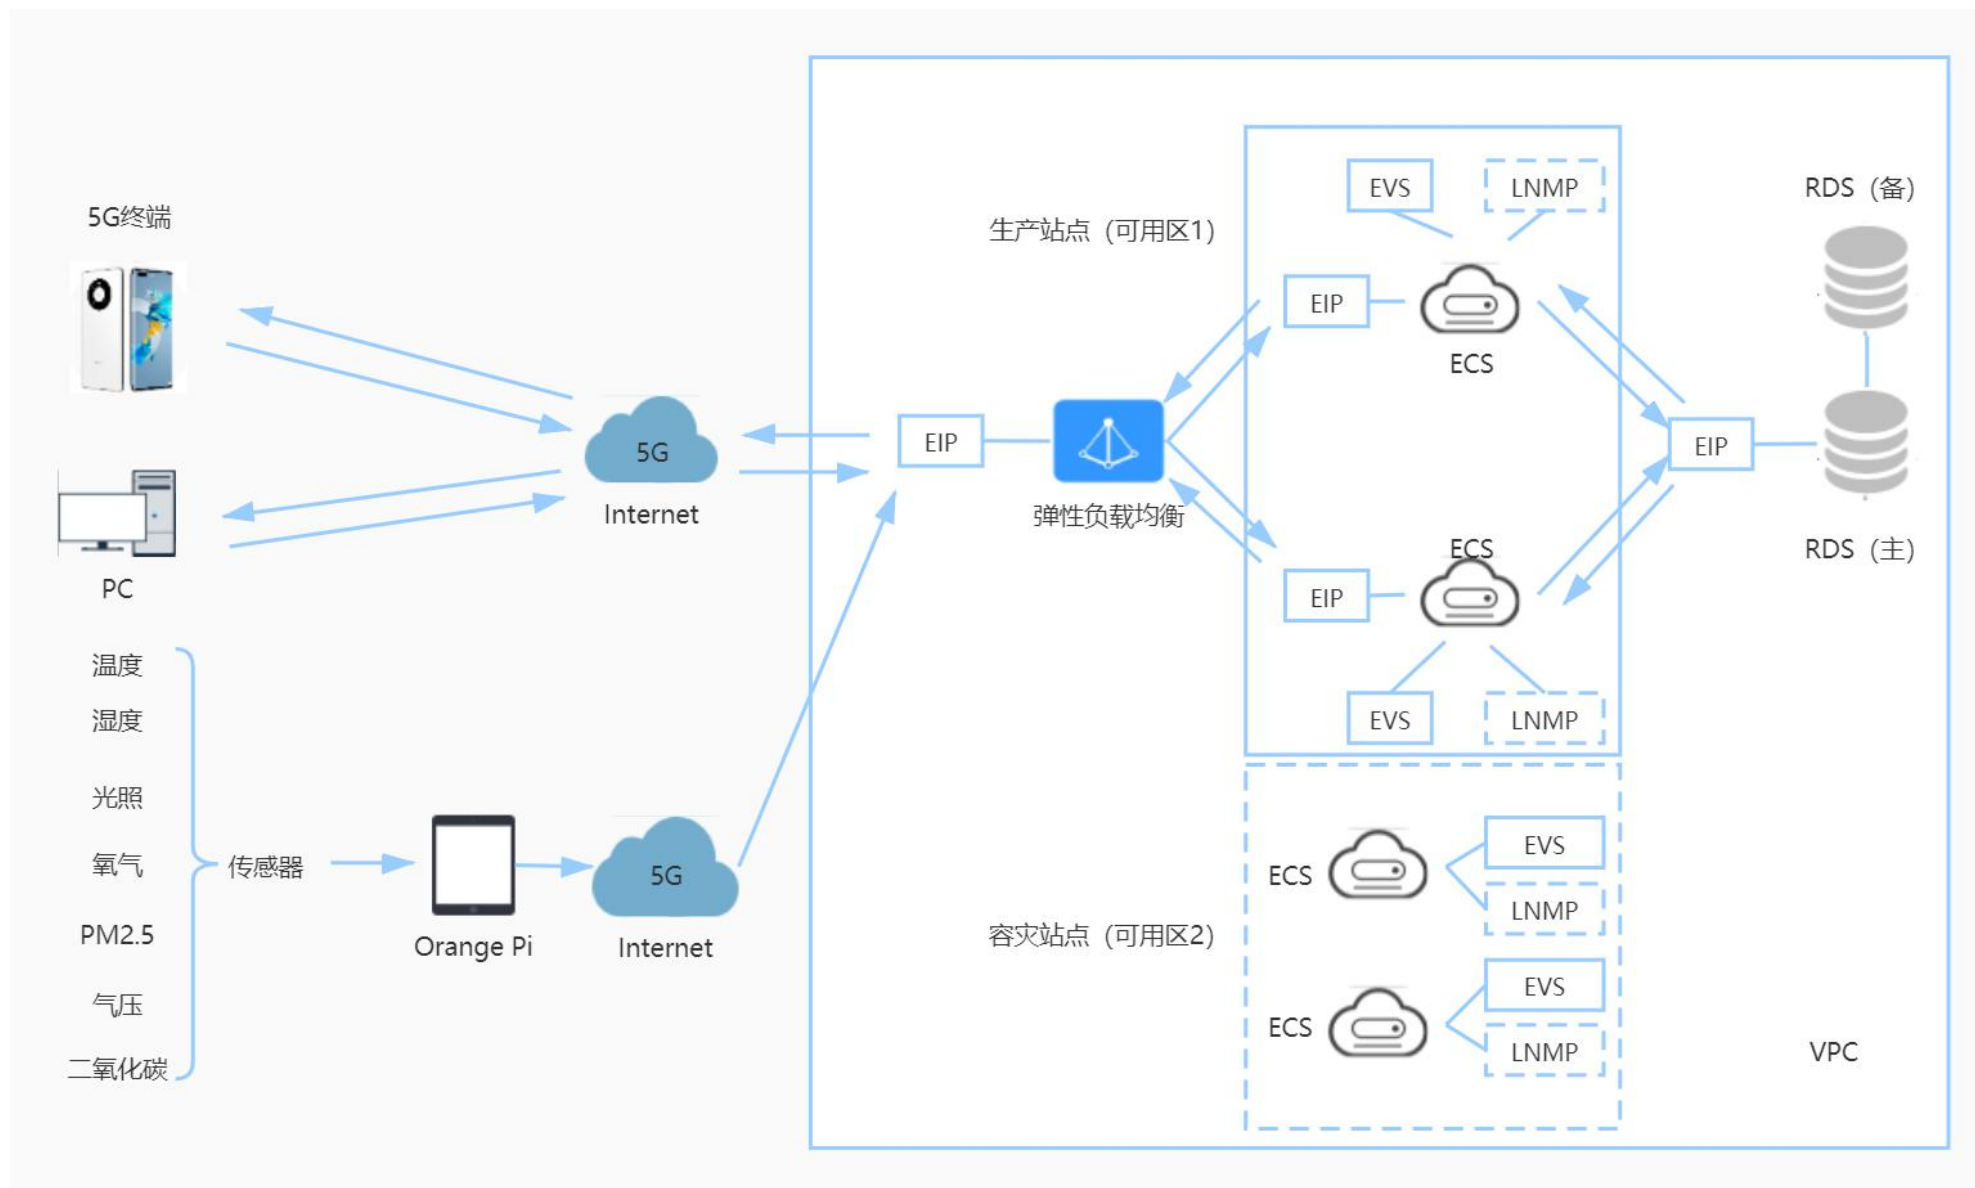 5G终端
PC
5G
Internet
温度
湿度
光照
氧气
PM2.5
气压
二氧化碳
传感器
Orange Pi
5G
Internet
EIP
弹性负载均衡
生产站点 (可用区1)
EVS
LNMP
EIP
ECS
ECS
EIP
EVS
LNMP
EIP
RDS (备)
RDS (主)
容灾站点 (可用区2)
ECS
EVS
LNMP
ECS
EVS
LNMP
VPC